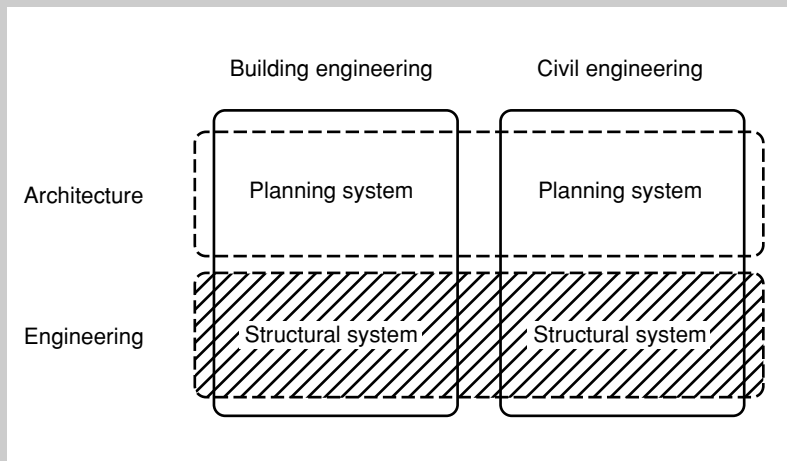 Building engineering
Civil engineering
Architecture
Planning system
Planning system
Engineering
Structural system
Structural system